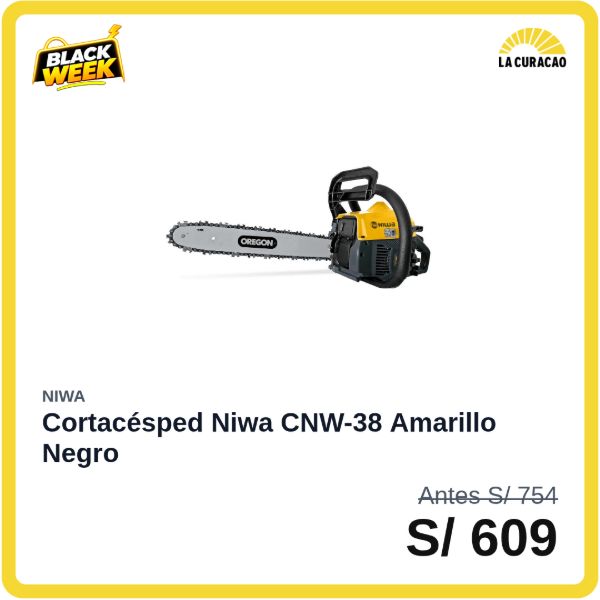 BLACK
WEEK
LA CURACAO
NIWA
OREGON
NIWA
Cortacésped Niwa CNW-38 Amarillo
Negro
Antes S/ 754
S/ 609